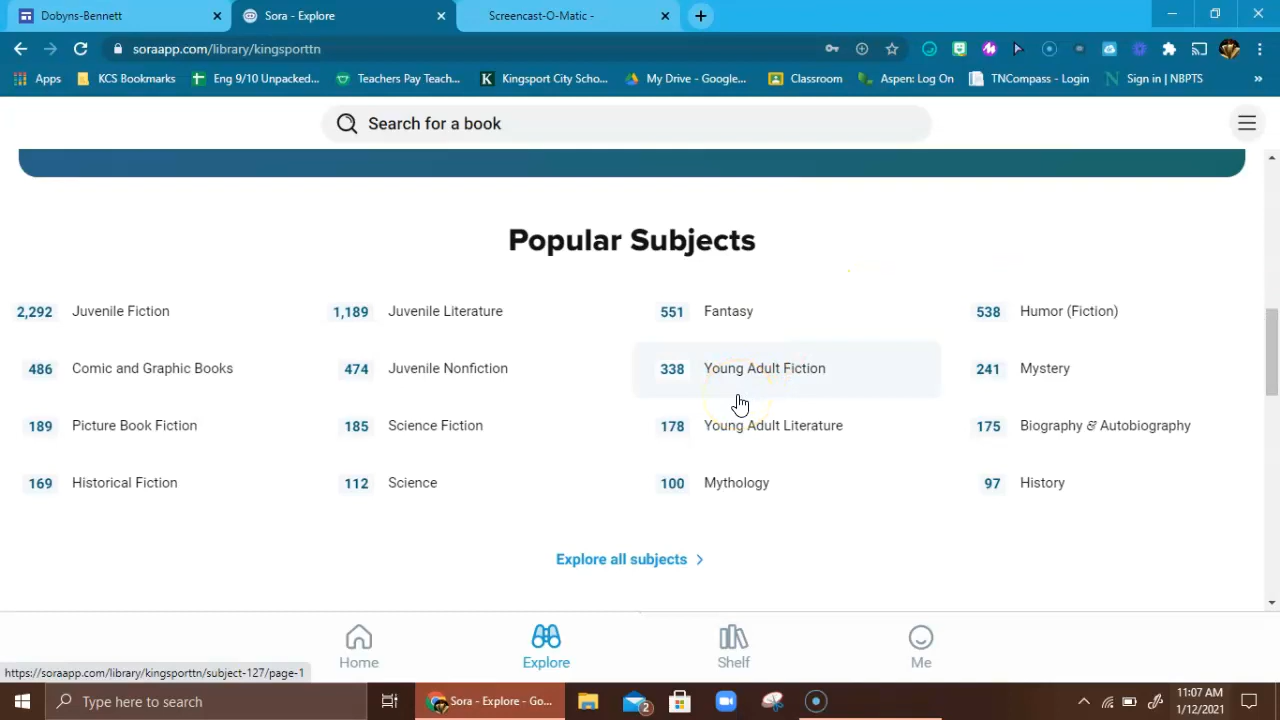 Dobyns-Bennett
Sora - Explore
Screencast-O-Matic -
soraapp.com/library/kingsporttn
Apps
KCS Bookmarks
Eng 9/10 Unpacked...
Teachers Pay Teach...
Kingsport City Scho...
My Drive - Google...
Classroom
Aspen: Log On
TNCompass - Login
Sign in | NBPTS
»
Search for a book
Popular Subjects
2,292 Juvenile Fiction
1,189 Juvenile Literature
551 Fantasy
538 Humor (Fiction)
486 Comic and Graphic Books
474 Juvenile Nonfiction
338 Young Adult Fiction
241 Mystery
189 Picture Book Fiction
185 Science Fiction
178 Young Adult Literature
175 Biography & Autobiography
169 Historical Fiction
112 Science
100 Mythology
97 History
Explore all subjects
Home
Explore
Shelf
Me
https://soraapp.com/library/kingsporttn/subject-127/page-1
Type here to search
Sora - Explore - Go...
2
11:07 AM
1/12/2021